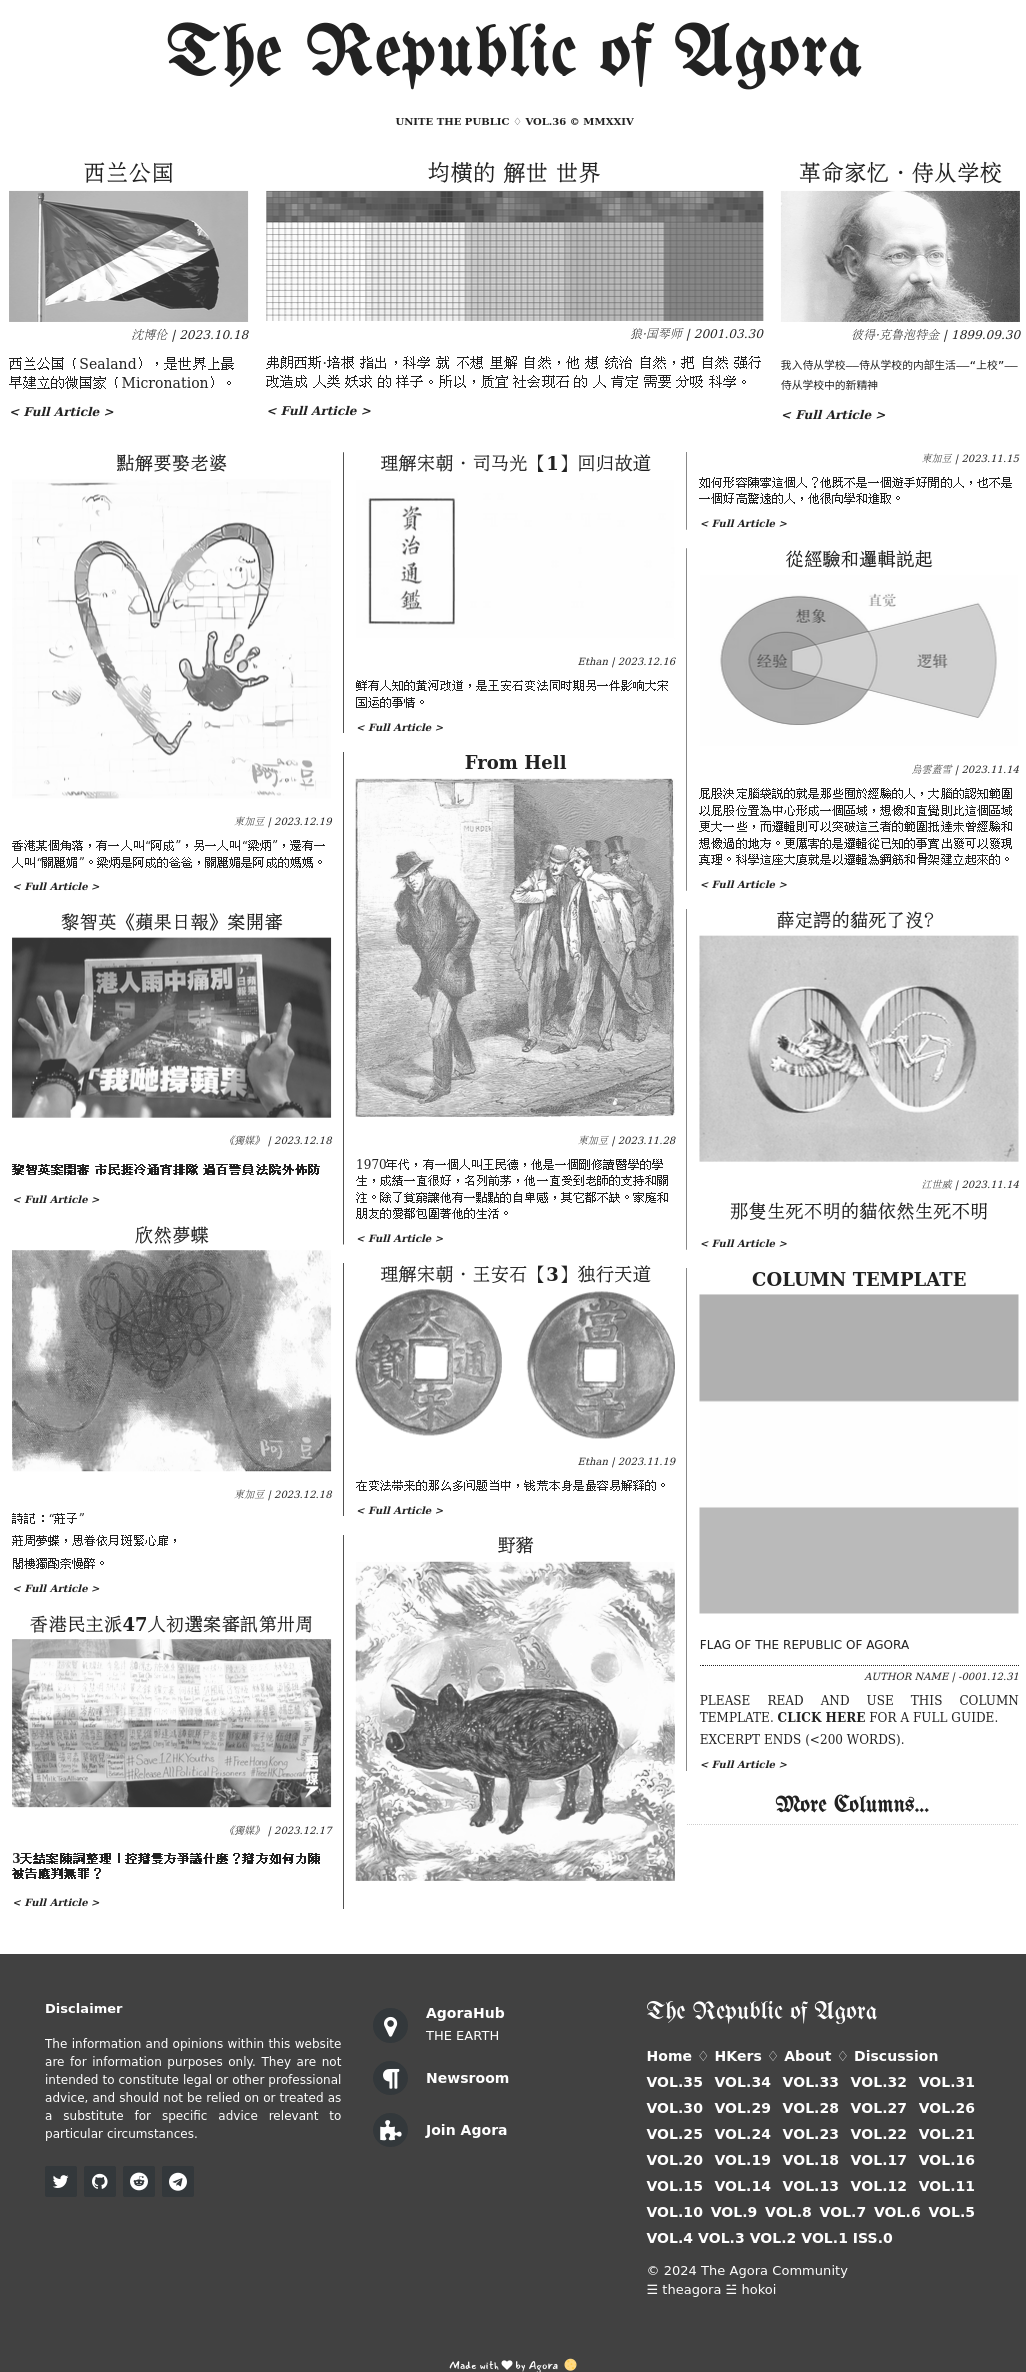 The Republic of Agora
UNITE THE PUBLIC ♢ VOL.36 © MMXXIV
西兰公国
沈博伦 | 2023.10.18
西兰公国（Sealand），是世界上最
早建立的微国家（Micronation）。
< Full Article >
均横的 解世 世界
狼·国琴师 | 2001.03.30
弗朗西斯·培根 指出，科学 就 不想 里解 自然，他 想 统治 自然，把 自然 强行
改造成 人类 妖求 的 样子。所以，质宜 社会现石 的 人 肯定 需要 分吸 科学。
< Full Article >
革命家忆・侍从学校
彼得·克鲁泡特金 | 1899.09.30
我入侍从学校——侍从学校的内部生活——“上校”——
侍从学校中的新精神
< Full Article >
點解要娶老婆
阿豆
東加豆 | 2023.12.19
香港某個角落，有一人叫“阿成”，另一人叫“梁炳”，還有一
人叫“關麗媚”。梁炳是阿成的爸爸，關麗媚是阿成的媽媽。
< Full Article >
黎智英《蘋果日報》案開審
港人雨中痛別
「我哋撐蘋果
《獨媒》 | 2023.12.18
黎智英案開審 市民捱冷通宵排隊 過百警員法院外佈防
< Full Article >
欣然夢蝶
阿豆
東加豆 | 2023.12.18
詩記：“莊子”
莊周夢蝶，思眷依月斑緊心扉，
閣樓獨酌奈慢醉。
< Full Article >
香港民主派47人初選案審訊第卅周
#Save12HKYouths
#FreeHongKong
#Release All Political Prisoners
《獨媒》 | 2023.12.17
3天結案陳詞整理｜控辯雙方爭議什麼？辯方如何力陳
被告應判無罪？
< Full Article >
理解宋朝・司马光【1】回归故道
資治通鑑
Ethan | 2023.12.16
鲜有人知的黄河改道，是王安石变法同时期另一件影响大宋
国运的事情。
< Full Article >
From Hell
東加豆 | 2023.11.28
1970年代，有一個人叫王民德，他是一個剛修讀醫學的學
生，成績一直很好，名列前茅，他一直受到老師的支持和關
注。除了貧窮讓他有一點點的自卑感，其它都不缺。家庭和
朋友的愛都包圍著他的生活。
< Full Article >
理解宋朝・王安石【3】独行天道
大宋通寶
當千
Ethan | 2023.11.19
在变法带来的那么多问题当中，钱荒本身是最容易解释的。
< Full Article >
野豬
東加豆 | 2023.11.15
如何形容陳寧這個人？他既不是一個遊手好閒的人，也不是
一個好高騖遠的人，他很向學和進取。
< Full Article >
從經驗和邏輯説起
直觉
想象
经验
逻辑
烏雲蓋雪 | 2023.11.14
屁股決定腦袋説的就是那些囿於經驗的人，大腦的認知範圍
以屁股位置為中心形成一個區域，想像和直覺則比這個區域
更大一些，而邏輯則可以突破這三者的範圍抵達未曾經驗和
想像過的地方。更厲害的是邏輯從已知的事實出發可以發現
真理。科學這座大廈就是以邏輯為鋼筋和骨架建立起來的。
< Full Article >
薛定諤的貓死了沒?
江世威 | 2023.11.14
那隻生死不明的貓依然生死不明
< Full Article >
COLUMN TEMPLATE
FLAG OF THE REPUBLIC OF AGORA
AUTHOR NAME | -0001.12.31
PLEASE READ AND USE THIS COLUMN
TEMPLATE. CLICK HERE FOR A FULL GUIDE.
EXCERPT ENDS (<200 WORDS).
< Full Article >
More Columns...
Disclaimer
The information and opinions within this website
are for information purposes only. They are not
intended to constitute legal or other professional
advice, and should not be relied on or treated as
a substitute for specific advice relevant to
particular circumstances.
AgoraHub
THE EARTH
Newsroom
Join Agora
The Republic of Agora
Home ♢ HKers ♢ About ♢ Discussion
VOL.35 VOL.34 VOL.33 VOL.32 VOL.31
VOL.30 VOL.29 VOL.28 VOL.27 VOL.26
VOL.25 VOL.24 VOL.23 VOL.22 VOL.21
VOL.20 VOL.19 VOL.18 VOL.17 VOL.16
VOL.15 VOL.14 VOL.13 VOL.12 VOL.11
VOL.10 VOL.9 VOL.8 VOL.7 VOL.6 VOL.5
VOL.4 VOL.3 VOL.2 VOL.1 ISS.0
© 2024 The Agora Community
☰ theagora ☱ hokoi
Made with ❤ by Agora